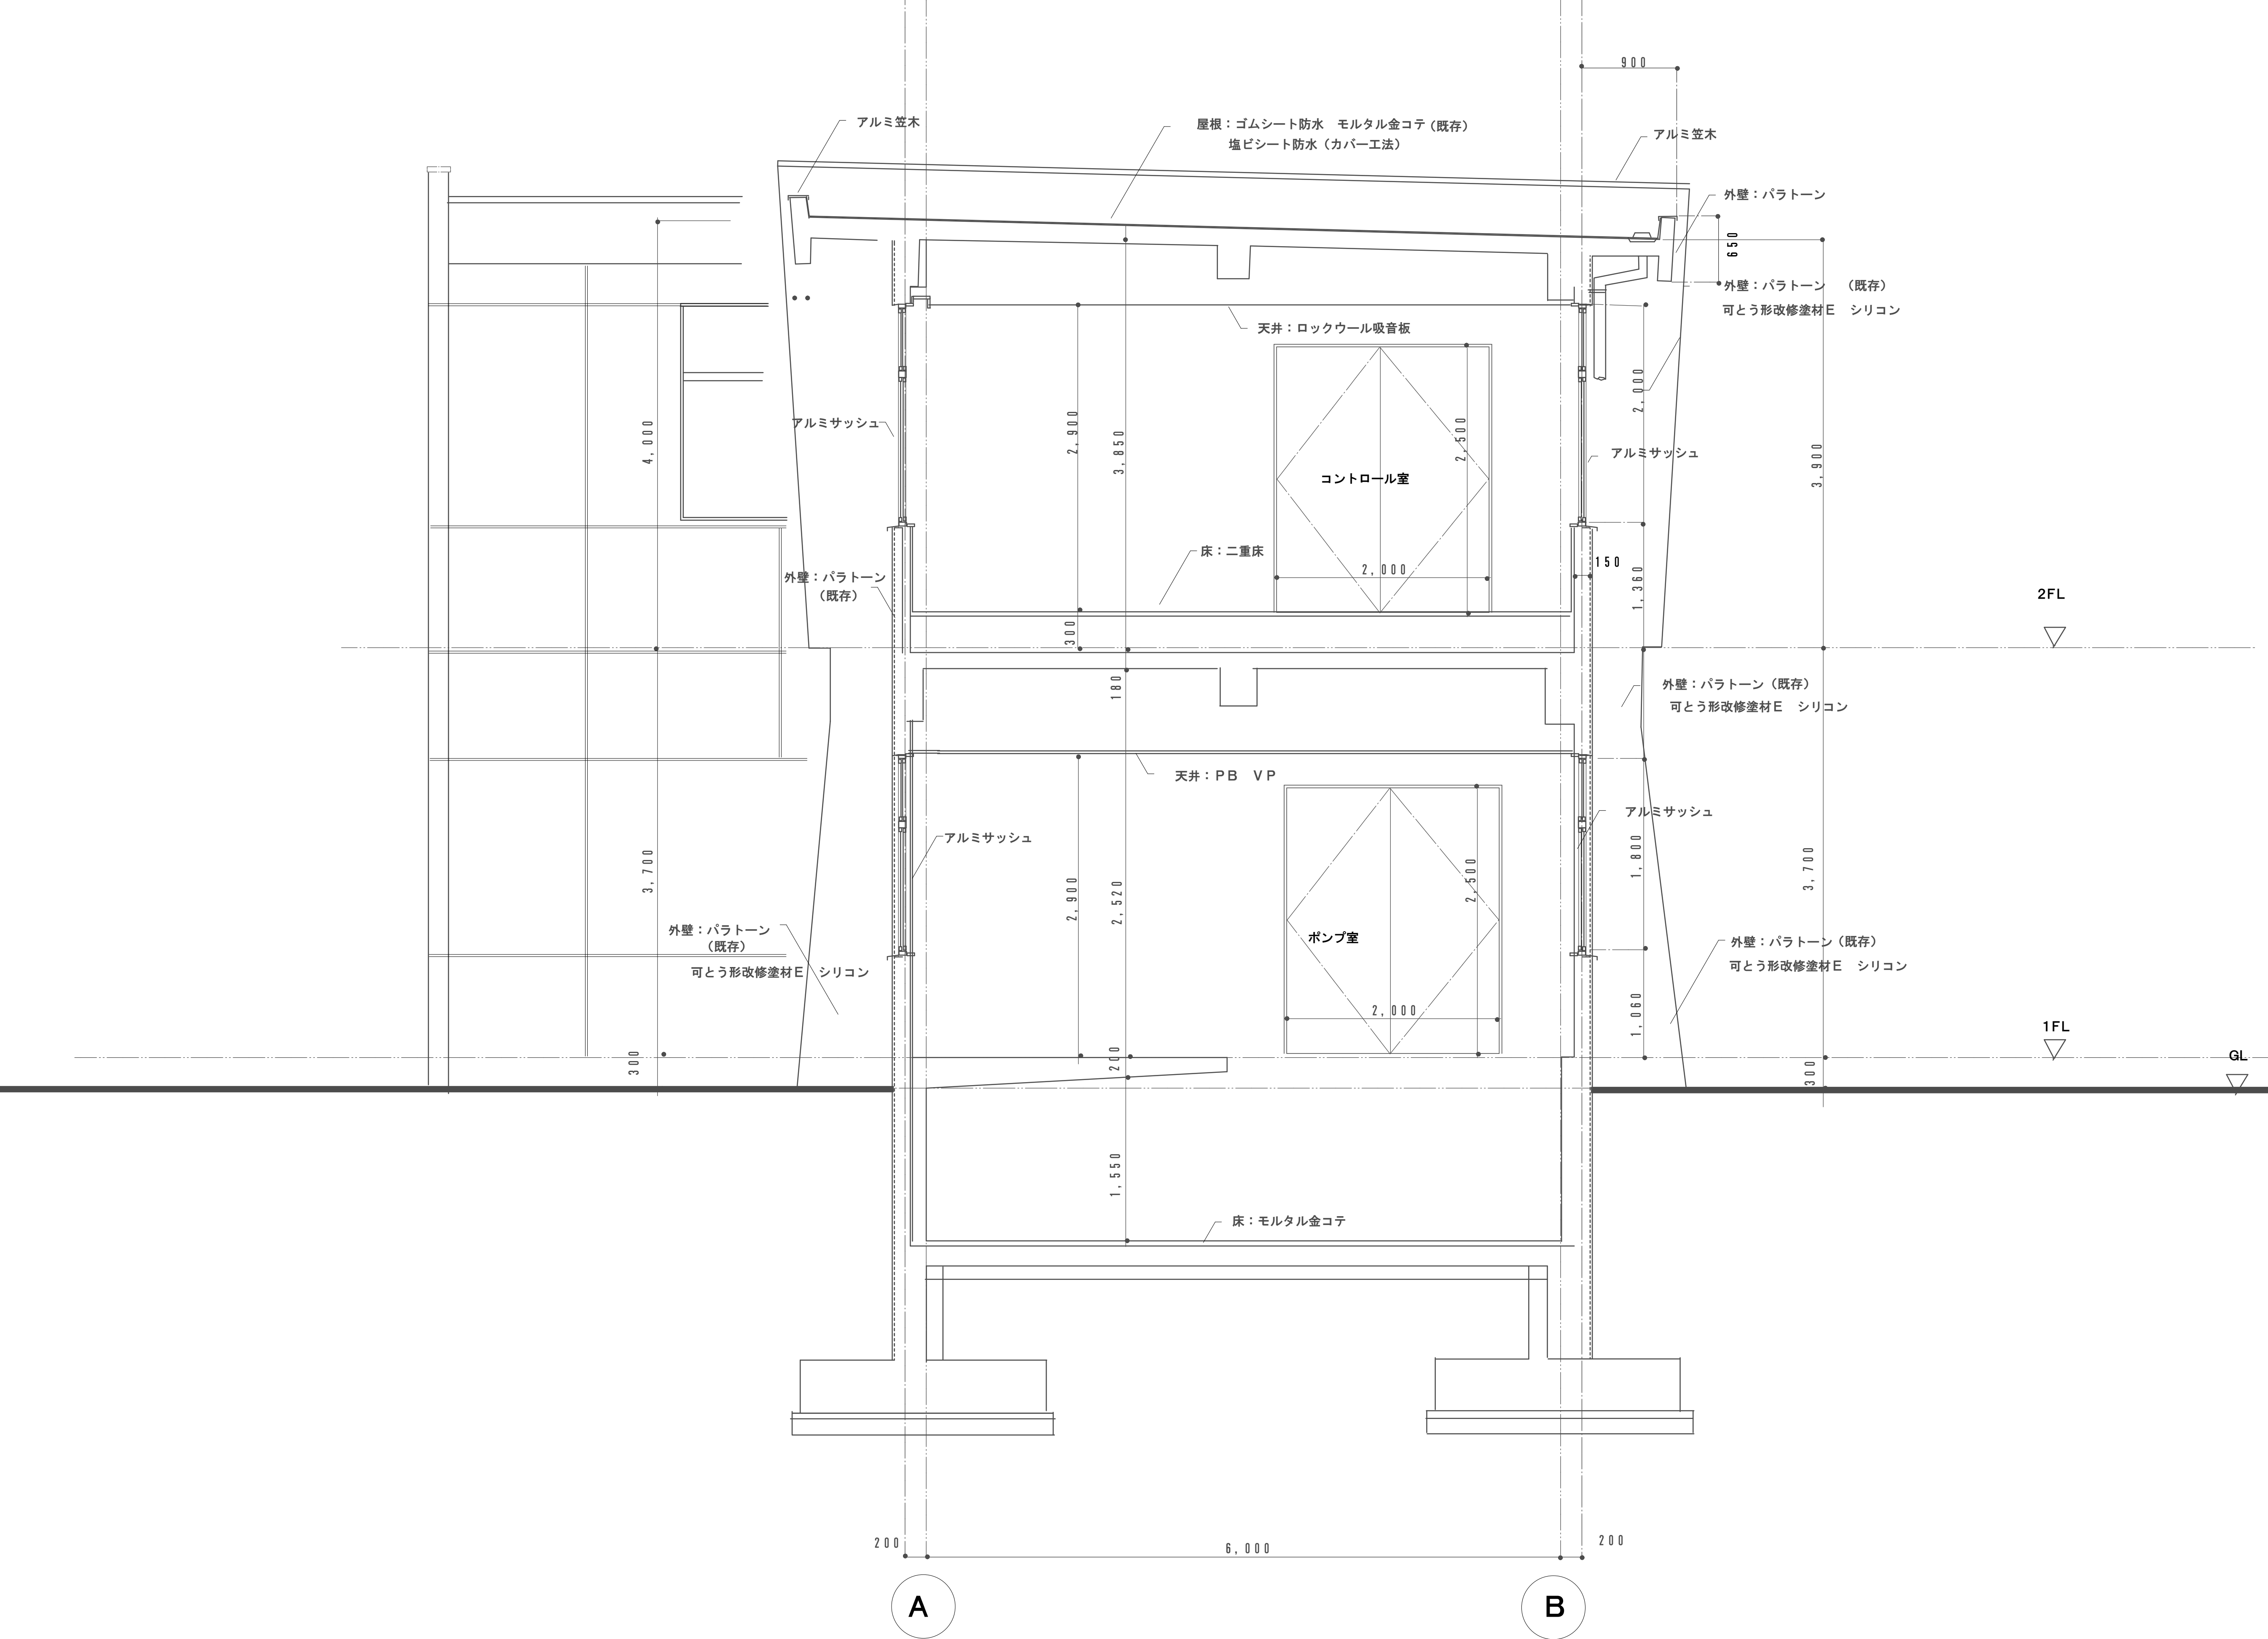 900
アルミ笠木
屋根：ゴムシート防水　モルタル金コテ（既存）
塩ビシート防水（カバー工法）
アルミ笠木
外壁：パラトーン
650
外壁：パラトーン　（既存）
可とう形改修塗材Ｅ　シリコン
天井：ロックウール吸音板
4,000
アルミサッシュ
2,900
3,850
2,500
コントロール室
2,000
アルミサッシュ
3,900
床：二重床
2,000
150
1,360
外壁：パラトーン
（既存）
300
2FL
180
外壁：パラトーン（既存）
可とう形改修塗材Ｅ　シリコン
天井：ＰＢ　ＶＰ
アルミサッシュ
アルミサッシュ
3,700
2,900
2,520
2,500
1,800
3,700
ポンプ室
外壁：パラトーン
（既存）
可とう形改修塗材Ｅ　シリコン
外壁：パラトーン（既存）
可とう形改修塗材Ｅ　シリコン
2,000
1,060
1FL
300
200
300
GL
1,550
床：モルタル金コテ
200
6,000
200
A
B